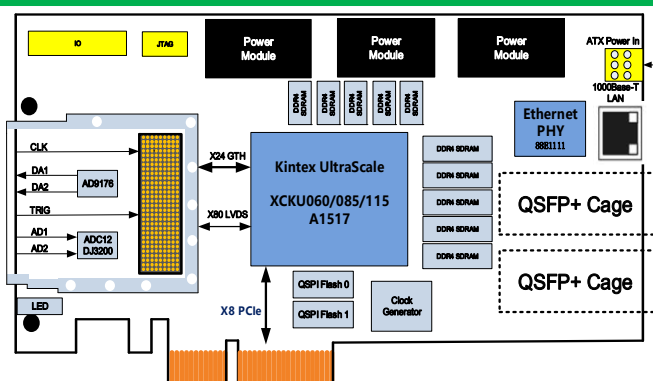 IO
JTAG
Power
Module
Power
Module
Power
Module
ATX Power In
1000Base-T
LAN
DDR4
SDRAM
DDR4
SDRAM
DDR4
SDRAM
DDR4
SDRAM
DDR4
SDRAM
Ethernet
PHY
88E1111
CLK
DA1
DA2
AD9176
TRIG
AD1
AD2
ADC12
DJ3200
LED
X24 GTH
X80 LVDS
Kintex UltraScale
XCKU060/085/115
A1517
DDR4 SDRAM
DDR4 SDRAM
DDR4 SDRAM
DDR4 SDRAM
DDR4 SDRAM
QSFP+ Cage
QSFP+ Cage
X8 PCIe
QSPI Flash 0
QSPI Flash 1
Clock
Generator